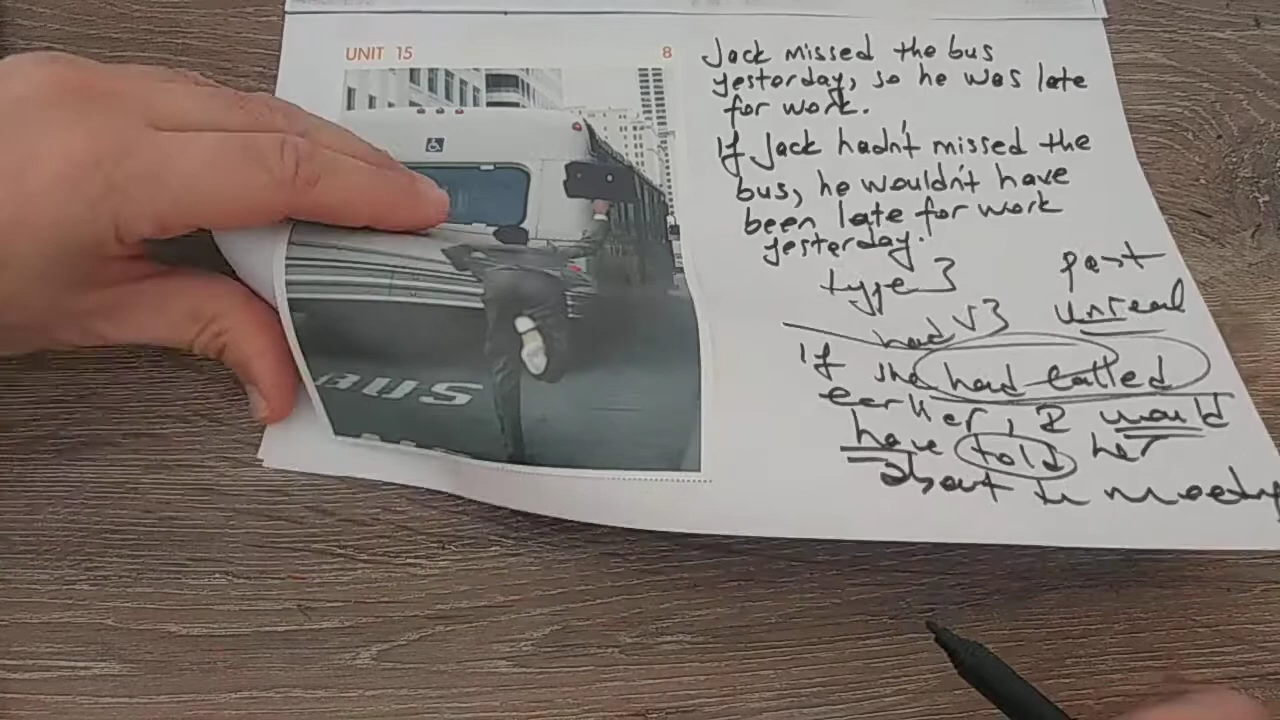 UNIT 15
8
BUS
Jack missed the bus
yesterday, so he was late
for work.
If Jack hadn't missed the
bus, he wouldn't have
been late for work
yesterday.
type 3
past
unreal
had V3
If she had called
earlier, I would
have told her
about